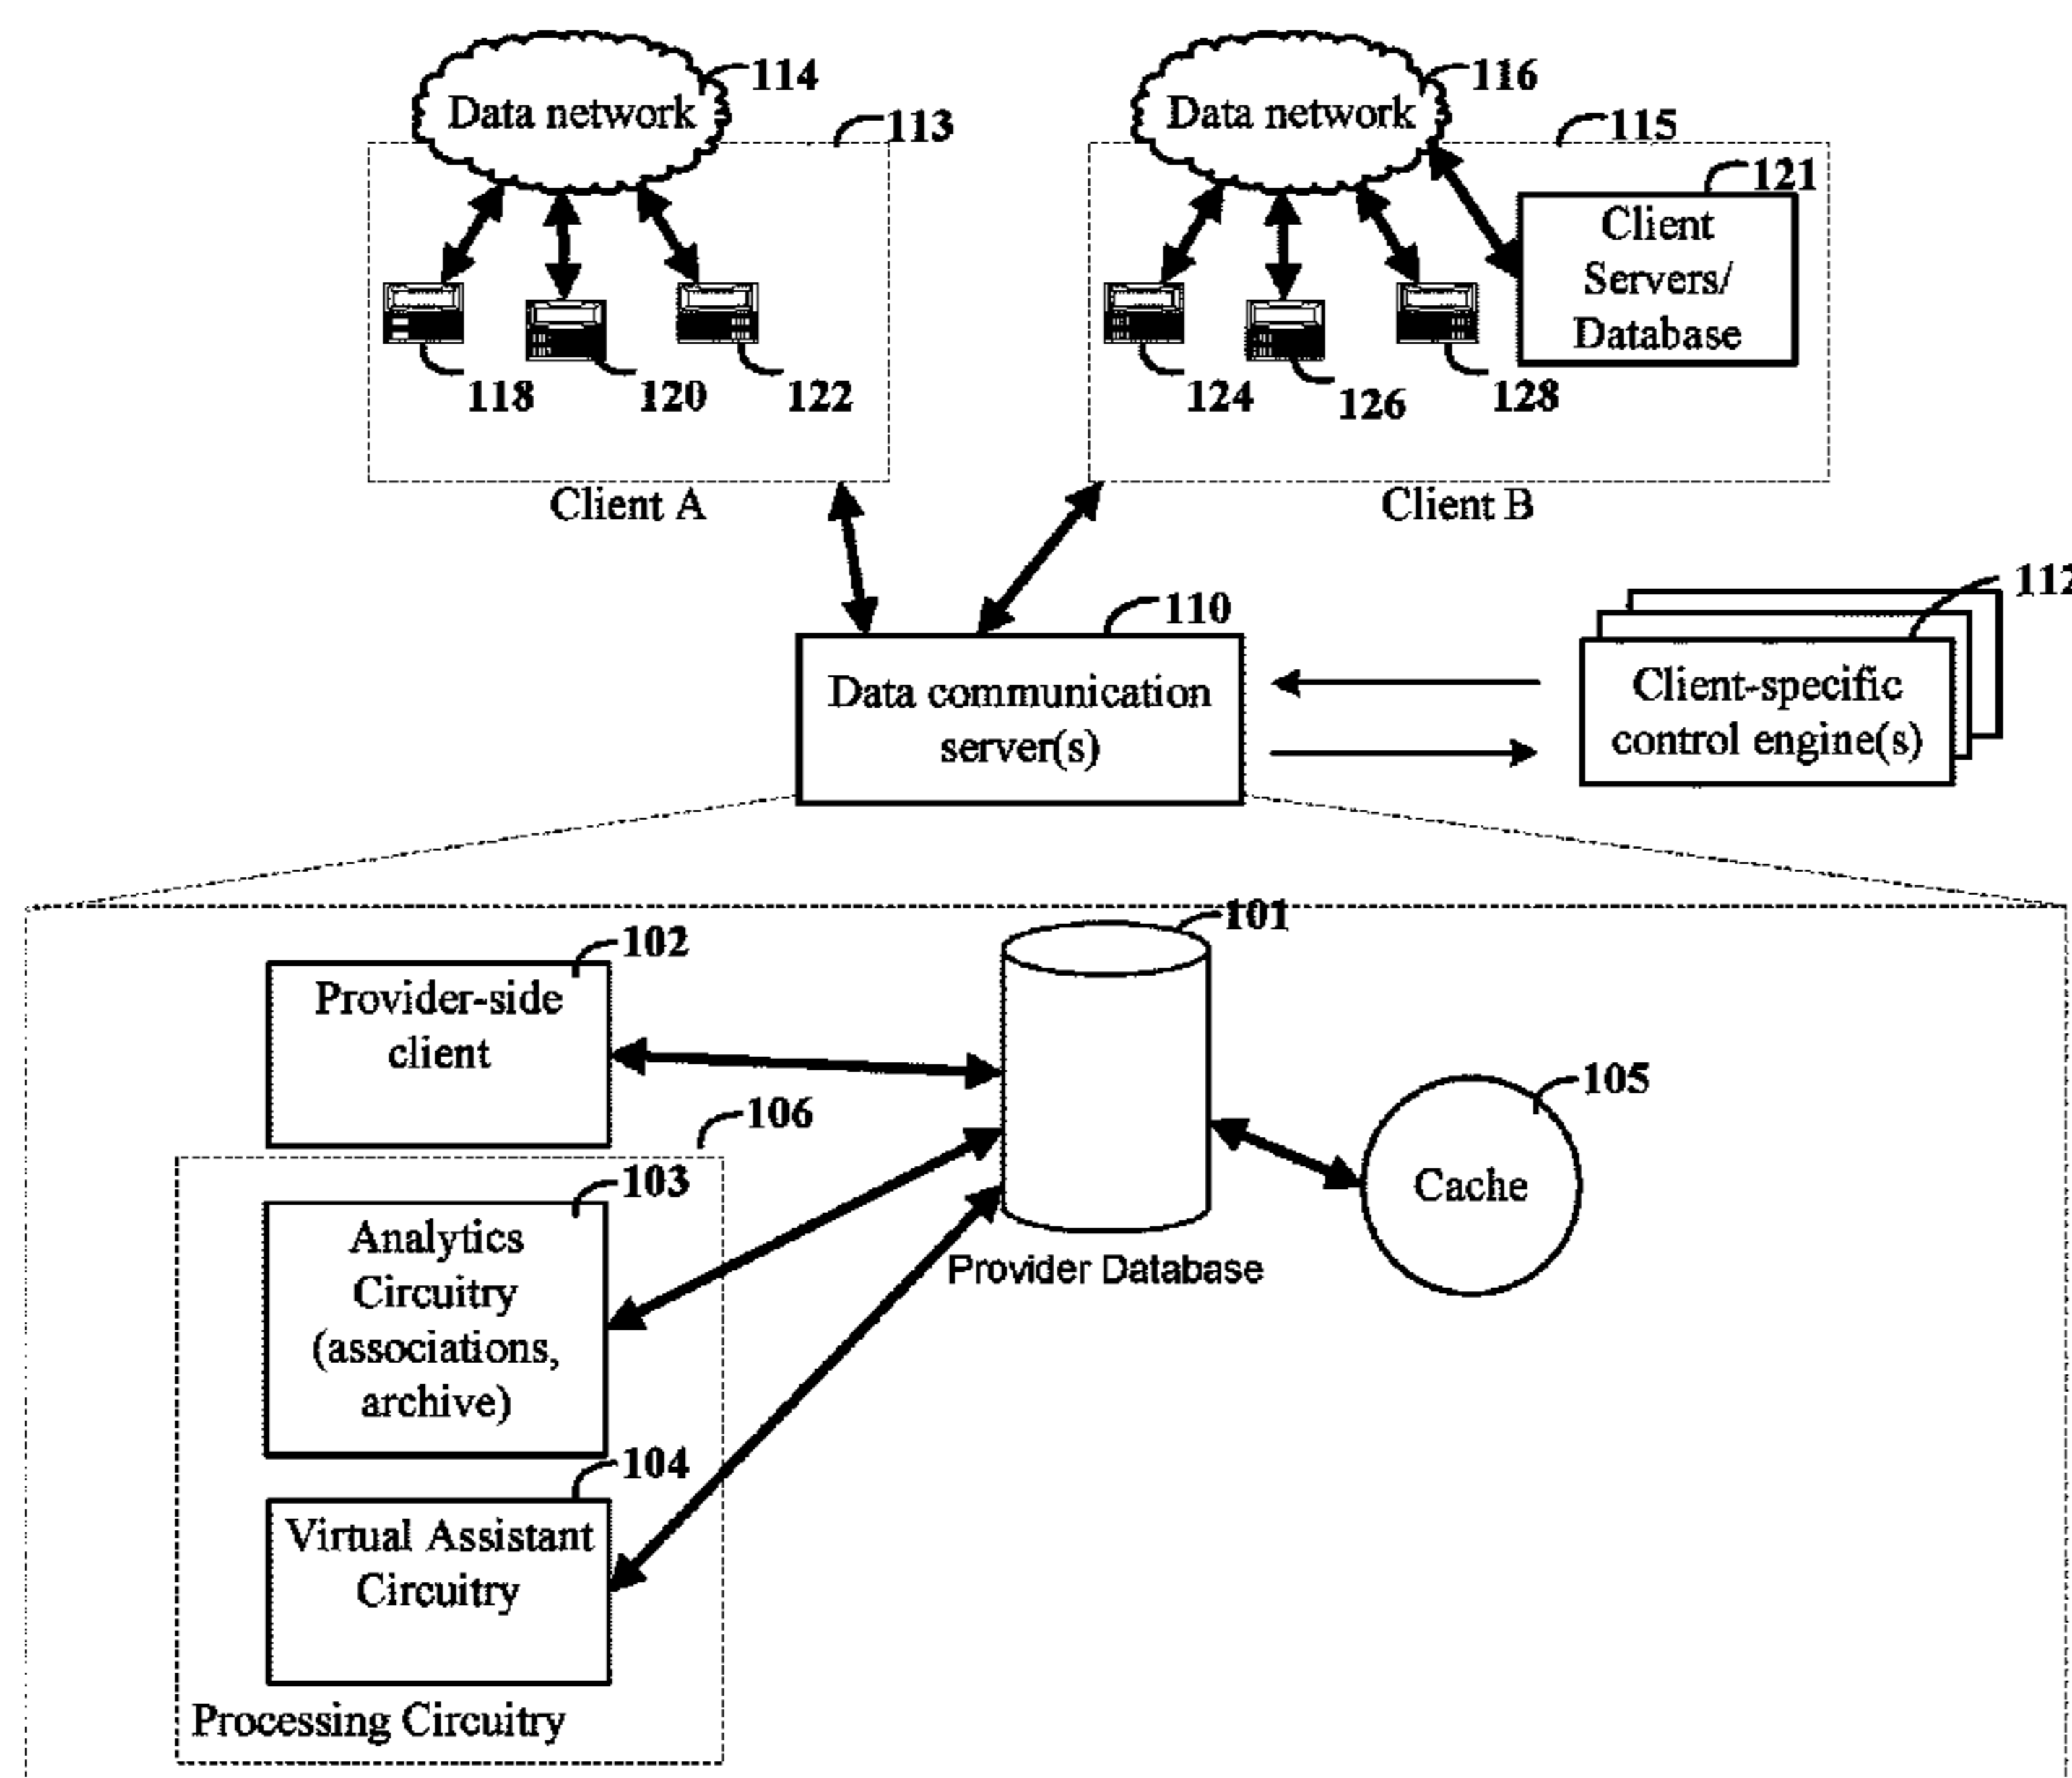 114
Data network
113
116
Data network
115
121
Client
Servers/
Database
118
120
122
124
126
128
Client A
Client B
110
Data communication
server(s)
112
Client-specific
control engine(s)
101
102
Provider-side
client
106
105
Cache
103
Analytics
Circuitry
(associations,
archive)
Provider Database
104
Virtual Assistant
Circuitry
Processing Circuitry